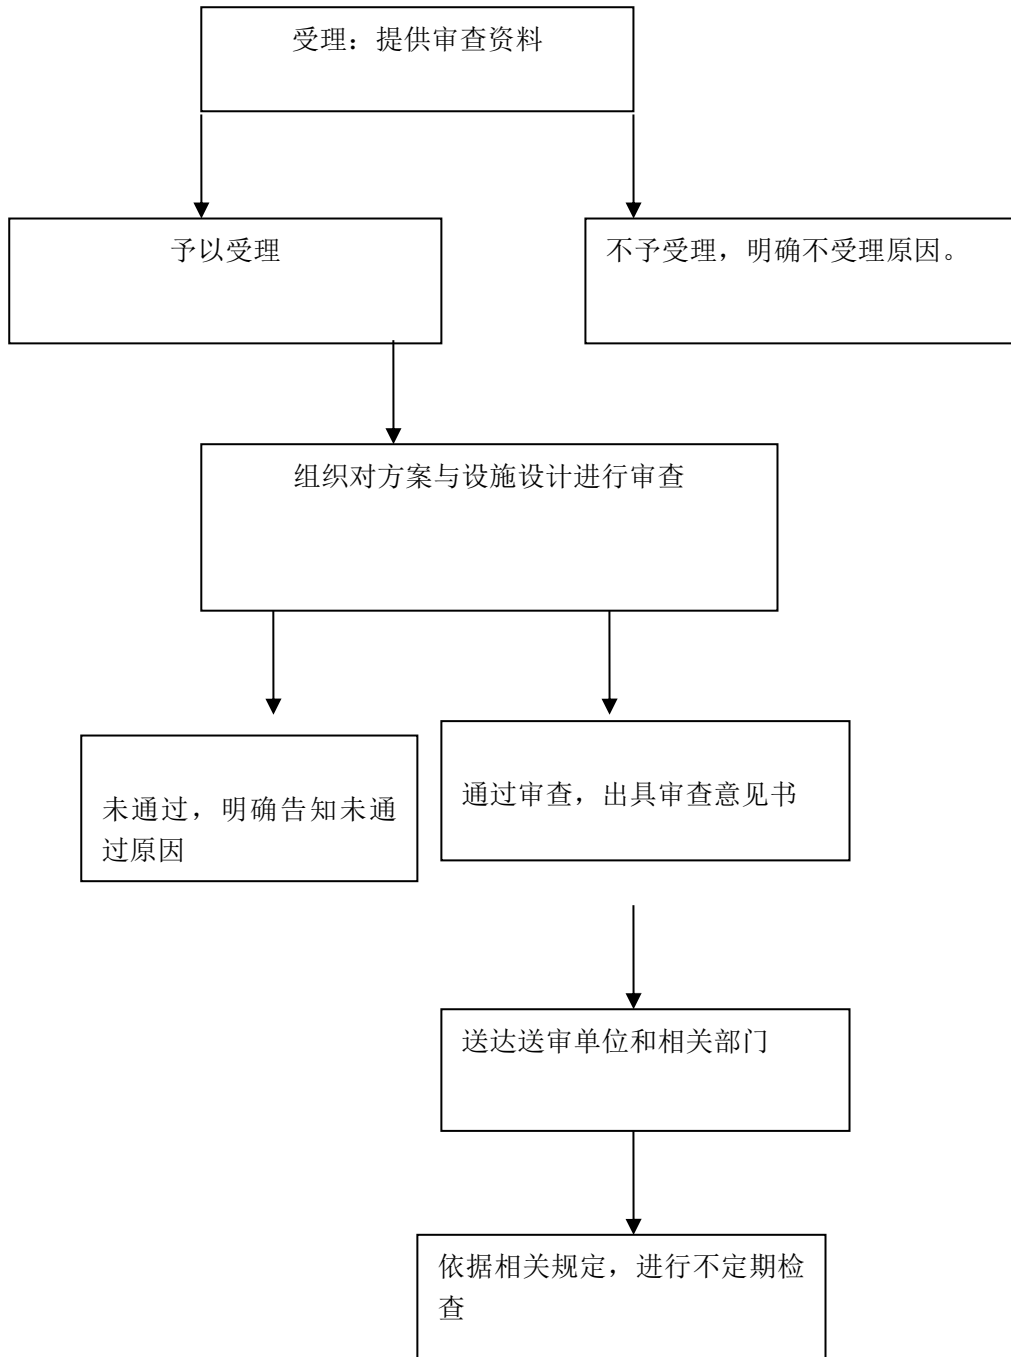 受理：提供审查资料
予以受理
不予受理，明确不受理原因。
组织对方案与设施设计进行审查
未通过，明确告知未通
过原因
通过审查，出具审查意见书
送达送审单位和相关部门
依据相关规定，进行不定期检
查